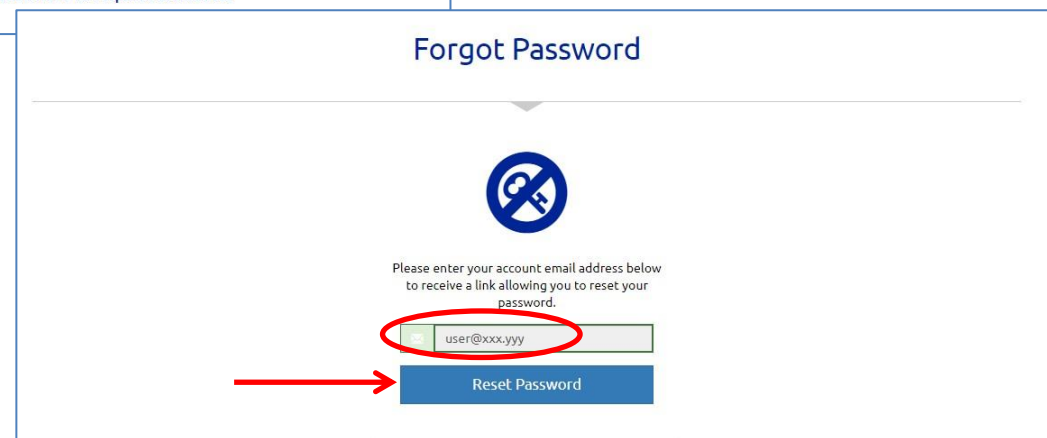 Forgot Password
Please enter your account email address below
to receive a link allowing you to reset your
password.
user@xxx.yyy
Reset Password